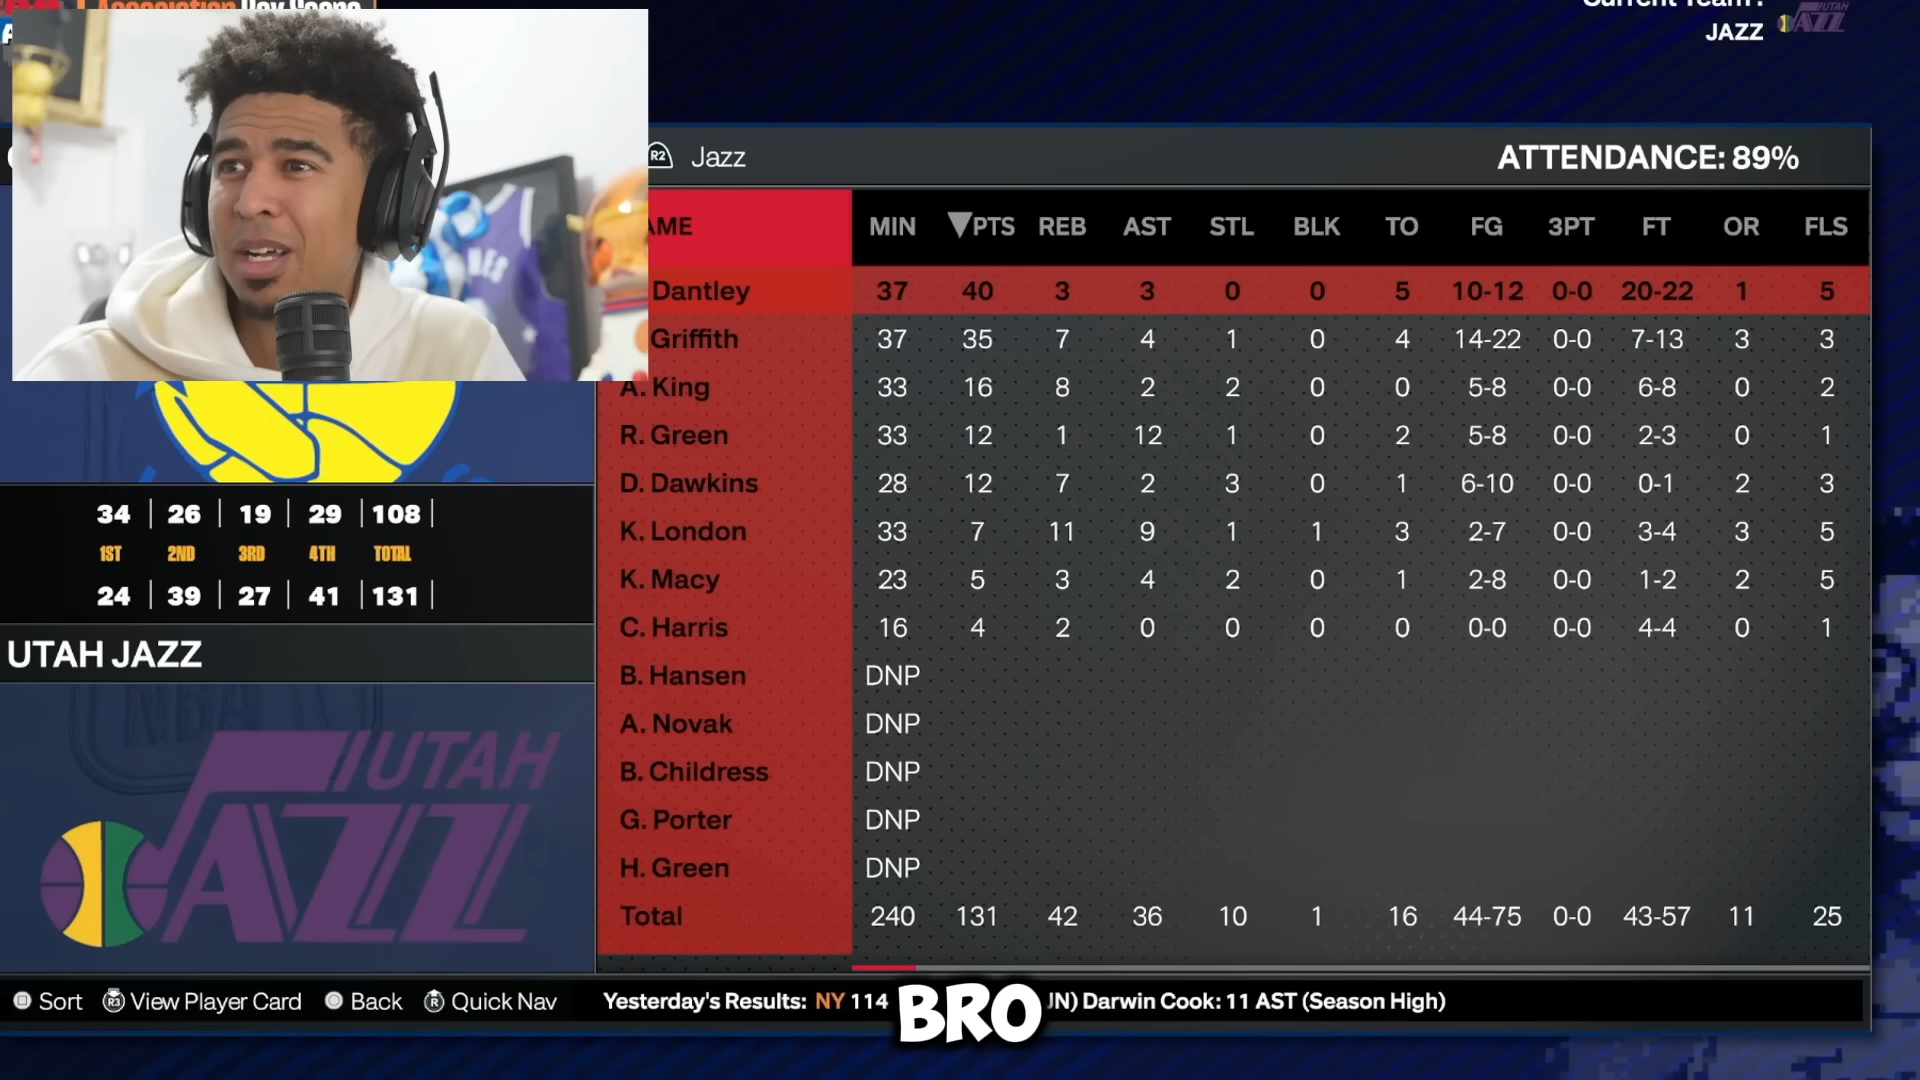 Association
JAZZ
UTAH
JAZZ
R2 Jazz
ATTENDANCE: 89%
MIN PTS REB AST STL BLK TO FG 3PT FT OR FLS
Dantley 37 40 3 3 0 0 5 10-12 0-0 20-22 1 5
Griffith 37 35 7 4 1 0 4 14-22 0-0 7-13 3 3
A. King 33 16 8 2 2 0 0 5-8 0-0 6-8 0 2
R. Green 33 12 1 12 1 0 2 5-8 0-0 2-3 0 1
D. Dawkins 28 12 7 2 3 0 1 6-10 0-0 0-1 2 3
K. London 33 7 11 9 1 1 3 2-7 0-0 3-4 3 5
K. Macy 23 5 3 4 2 0 1 2-8 0-0 1-2 2 5
C. Harris 16 4 2 0 0 0 0 0-0 0-0 4-4 0 1
B. Hansen DNP
A. Novak DNP
B. Childress DNP
G. Porter DNP
H. Green DNP
Total 240 131 42 36 10 1 16 44-75 0-0 43-57 11 25
34 26 19 29 108
1ST 2ND 3RD 4TH TOTAL
24 39 27 41 131
UTAH JAZZ
UTAH
JAZZ
Sort R3 View Player Card Back R Quick Nav
Yesterday's Results: NY 114
BRO
Darwin Cook: 11 AST (Season High)